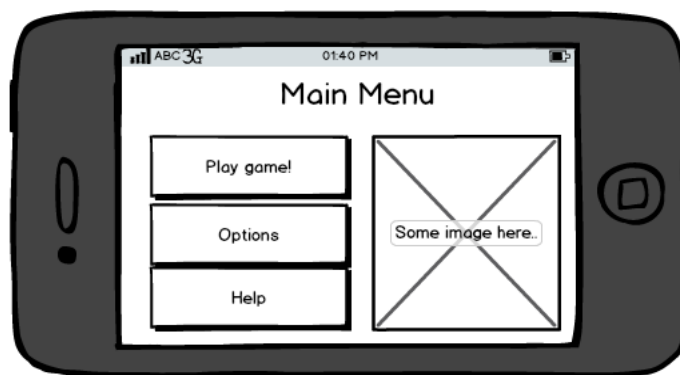 ABC 3G 01:40 PM
Main Menu
Play game!
Options
Help
Some image here..